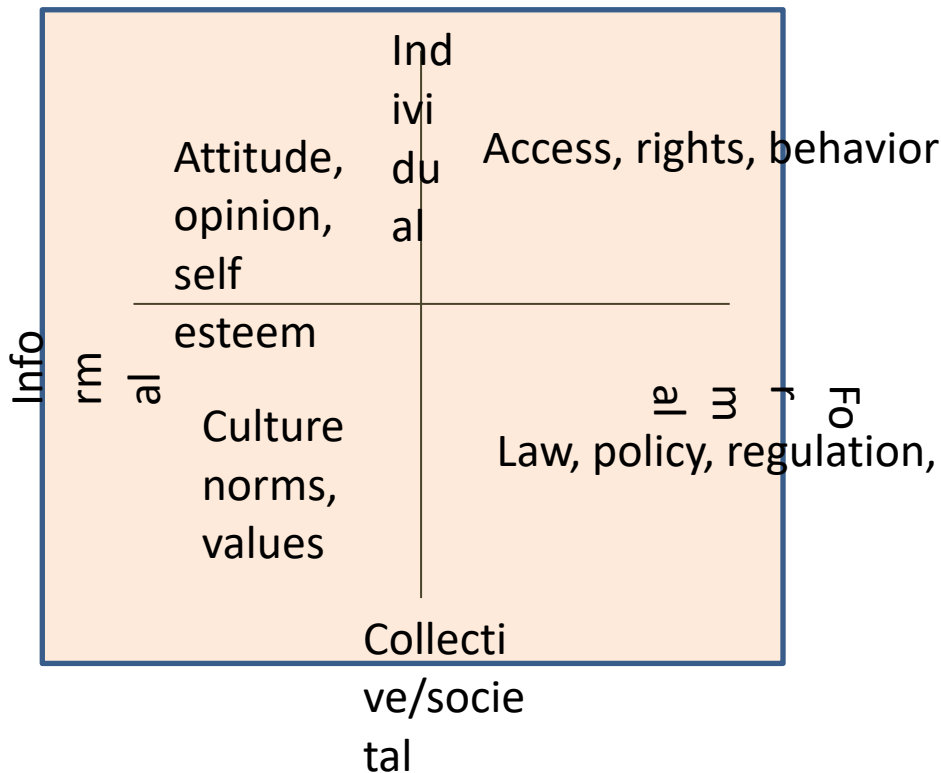 Ind
ivi
du
al
Attitude,
opinion,
self
esteem
Access, rights, behavior
Info
rm
al
Fo
r
m
al
Culture
norms,
values
Law, policy, regulation,
Collecti
ve/socie
tal